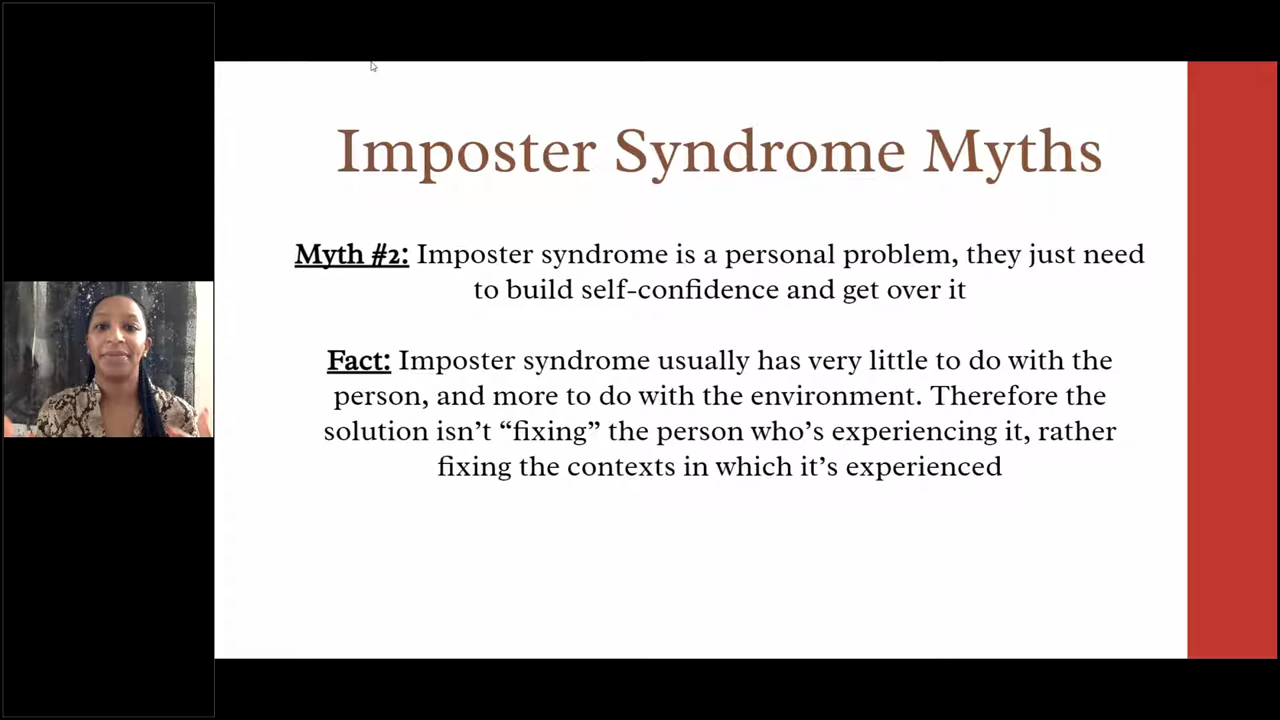 Imposter Syndrome Myths
Myth #2: Imposter syndrome is a personal problem, they just need
to build self-confidence and get over it
Fact: Imposter syndrome usually has very little to do with the
person, and more to do with the environment. Therefore the
solution isn’t “fixing” the person who’s experiencing it, rather
fixing the contexts in which it’s experienced